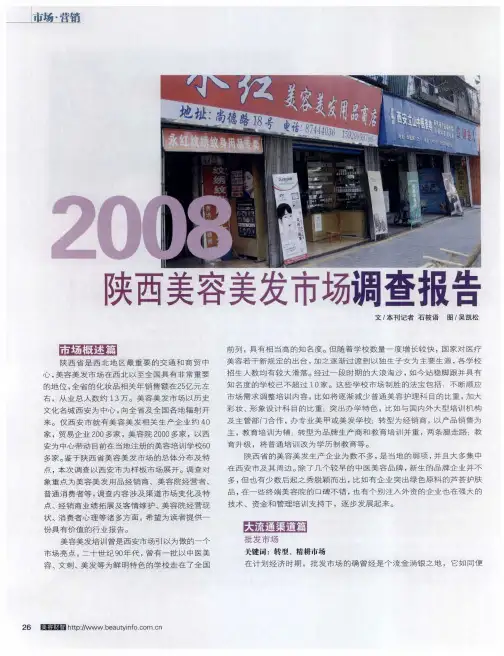 市场·营销
永红 美容美发用品商店
地址:尚德路18号 电话:87444930
永红纹绣纹身用品
2008
陕西美容美发市场调查报告
文/本刊记者 石筱语 图/吴凯松
市场概述篇
陕西省是西北地区最重要的交通和商贸中
心,美容美发市场在西北以至全国具有非常重要
的地位,全省的化妆品相关年销售额在25亿元左
右,从业总人数约13万。美容美发市场以历史
文化名城西安为中心,向全省及全国各地辐射开
来。仅西安就有美容美发相关生产企业约40
家,贸易企业200多家,美容院2000多家,以西
安为中心带动目前在当地注册的美容培训学校60
多家。鉴于陕西省美容美发市场的总体分布及特
点,本次调查以西安市为样板市场展开。调查对
象重点为美容美发用品经销商、美容院经营者、
普通消费者等,调查内容涉及渠道市场变化及特
点、经销商业绩拓展及客情维护、美容院经营现
状、消费者心理等诸多方面,希望为读者提供一
份具有价值的行业报告。
美容美发培训曾是西安市场引以为傲的一个
市场亮点,二十世纪90年代,曾有一批以中医美
容、文刺、美发等为鲜明特色的学校走在了全国
前列,具有相当高的知名度。但随着学校数量一度增长较快,国家对医疗
美容若干新规定的出台,加之逐渐过渡到以独生子女为主要生源,各学校
招生人数均有较大滑落。经过一段时期的大浪淘沙,如今站稳脚跟并具有
知名度的学校已不超过10家。这些学校市场制胜的法宝包括:不断顺应
市场需求调整培训内容,比如将逐渐减少普通美容护理科目的比重,加大
彩妆、形象设计科目的比重;突出办学特色,比如与国内外大型培训机构
及主管部门合作,办专业美甲或美发学校;转型为经销商,以产品销售为
主,教育培训为辅;转型为品牌生产商和教育培训并重,两条腿走路;教
育升级,将普通培训改为学历制教育等。
陕西省的美容美发生产企业为数不多,是当地的弱项,并且大多集中
在西安市及其周边。除了几个较早的中医美容品牌,新生的品牌企业并不
多,但也有少数后起之秀脱颖而出。比如有企业突出绿色原料的芦荟护肤
品,在一些终端美容院的口碑不错,也有个别注入外资的企业也在强大的
技术、资金和管理培训支持下,逐步发展起来。
大流通渠道篇
批发市场
关键词:转型、精耕市场
在计划经济时期,批发市场的确曾经是个流金淌银之地,它如同便
26 http://www.beautyinfo.com.cn